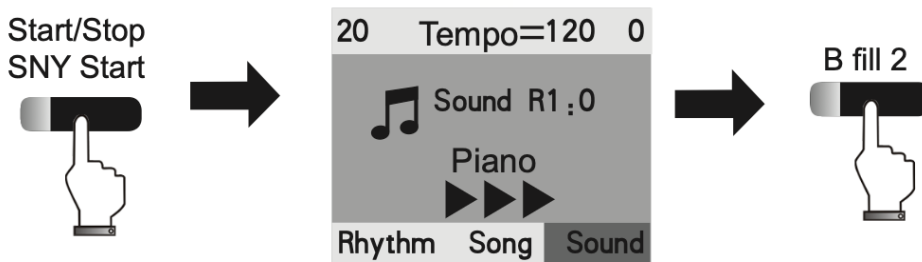 Start/Stop
SNY Start
20 Tempo=120 0
Sound R1:0
Piano
Rhythm Song Sound
B fill 2